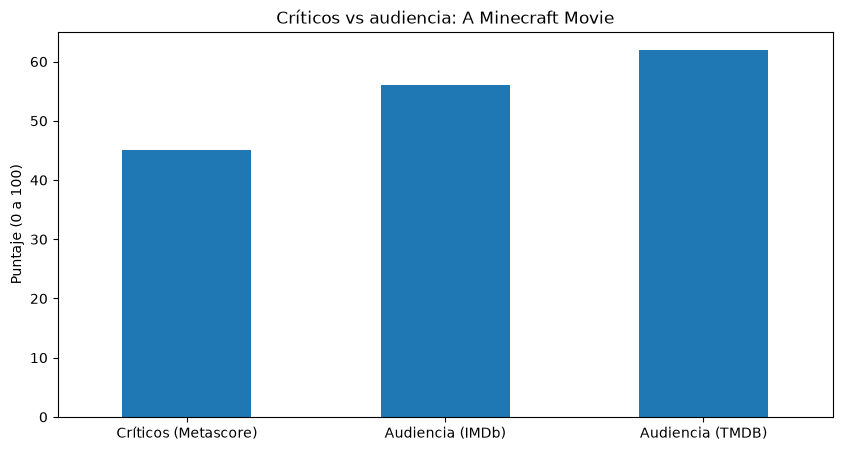 Críticos vs audiencia: A Minecraft Movie
Puntaje (0 a 100)
60
50
40
30
20
10
0
Críticos (Metascore)
Audiencia (IMDb)
Audiencia (TMDB)